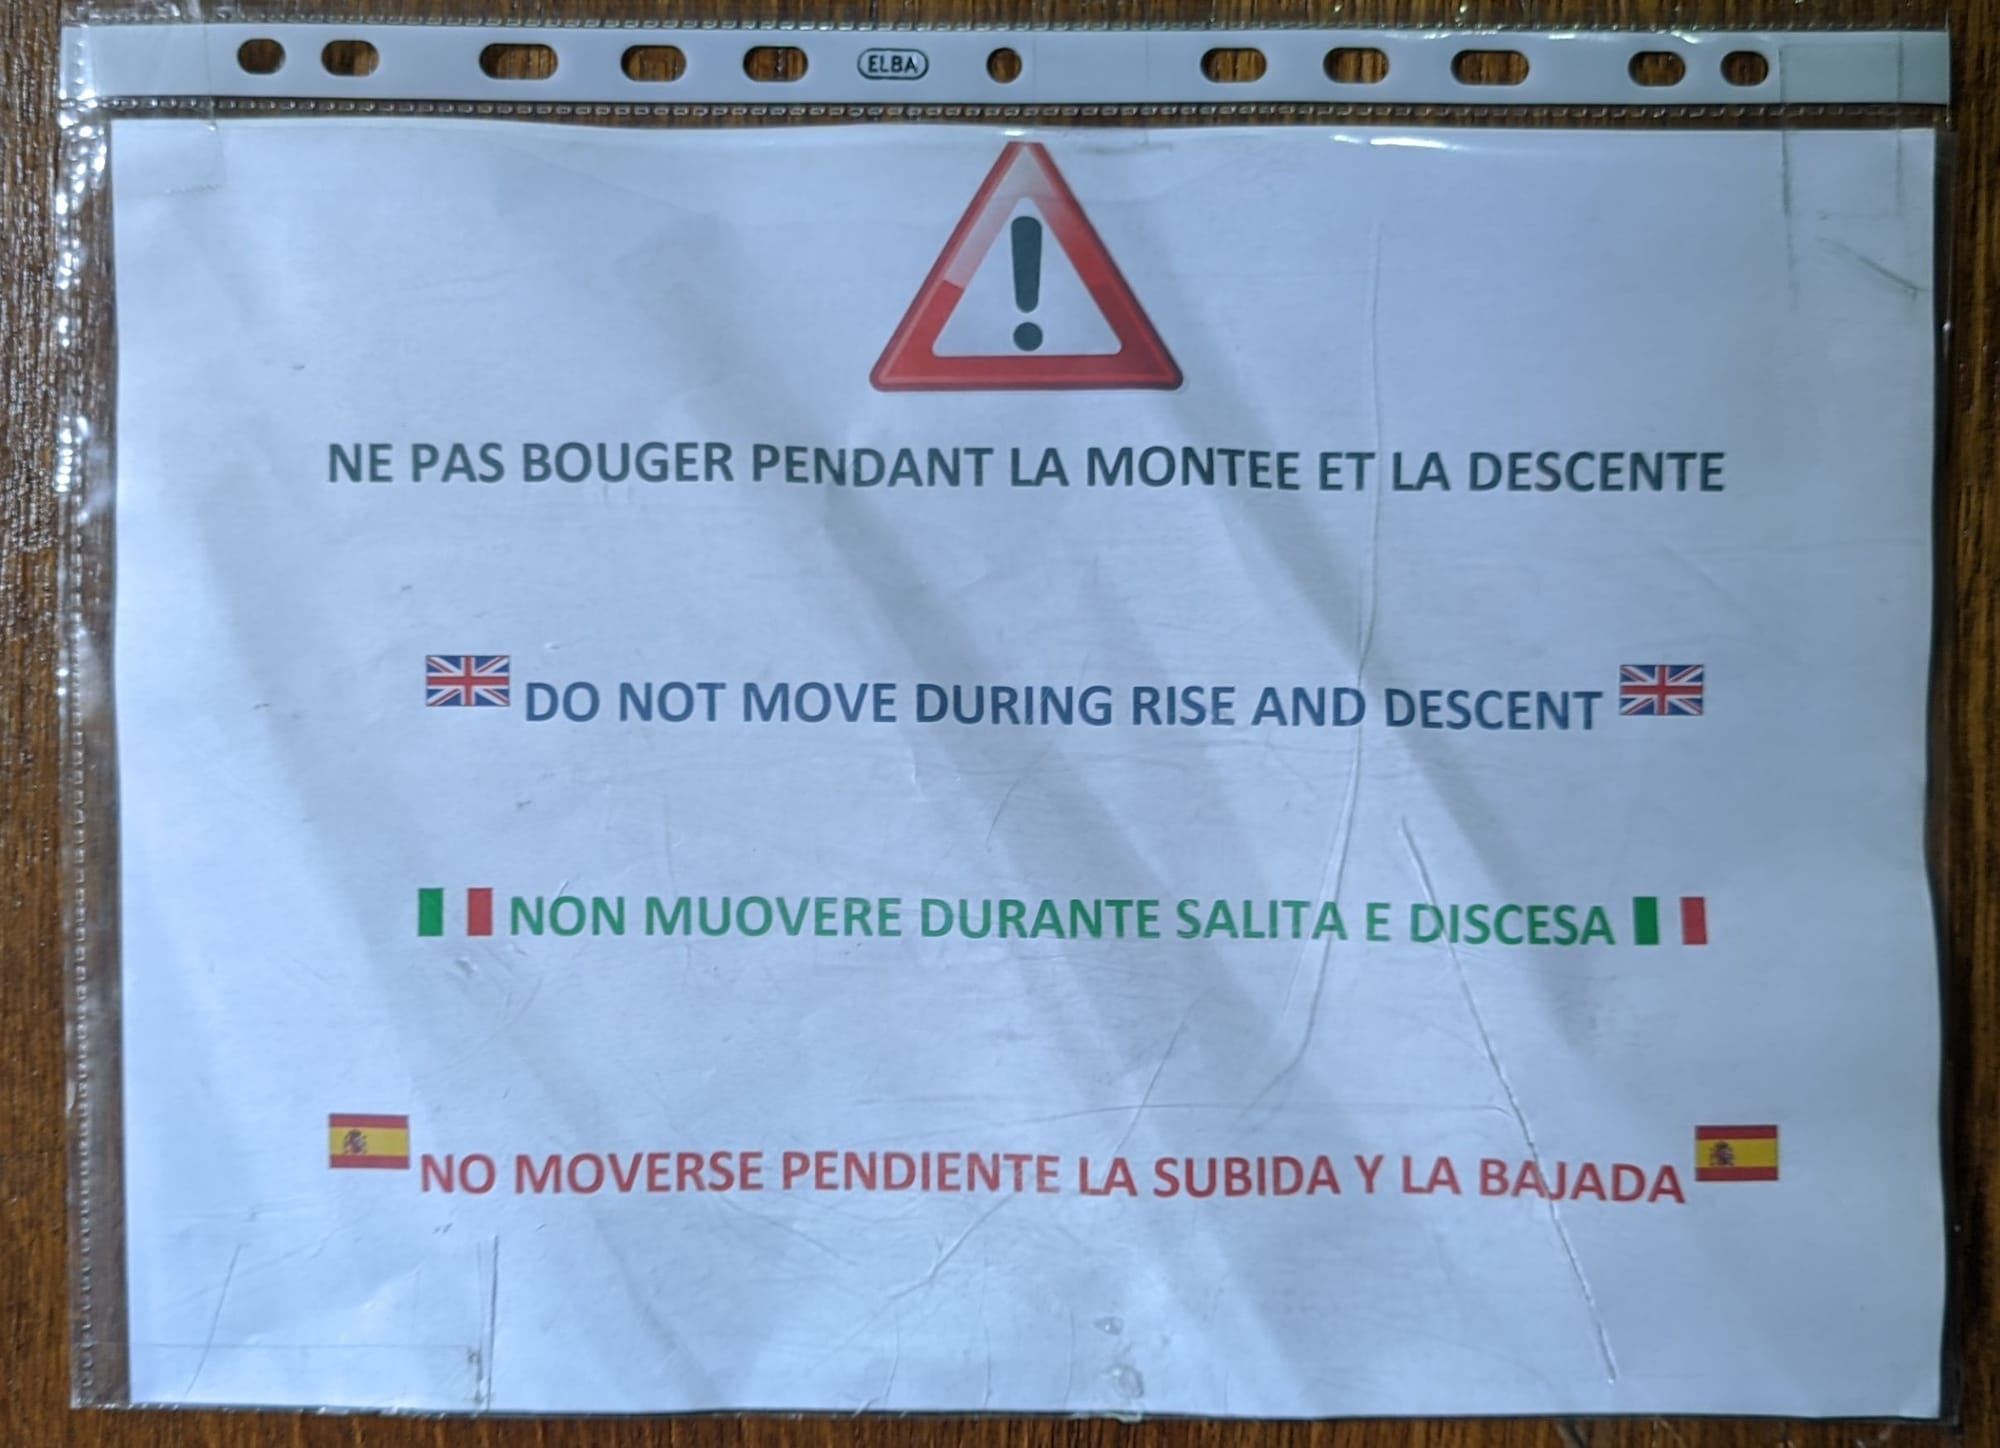 ELBA
NE PAS BOUGER PENDANT LA MONTEE ET LA DESCENTE
DO NOT MOVE DURING RISE AND DESCENT
NON MUOVERE DURANTE SALITA E DISCESA
NO MOVERSE PENDIENTE LA SUBIDA Y LA BAJADA